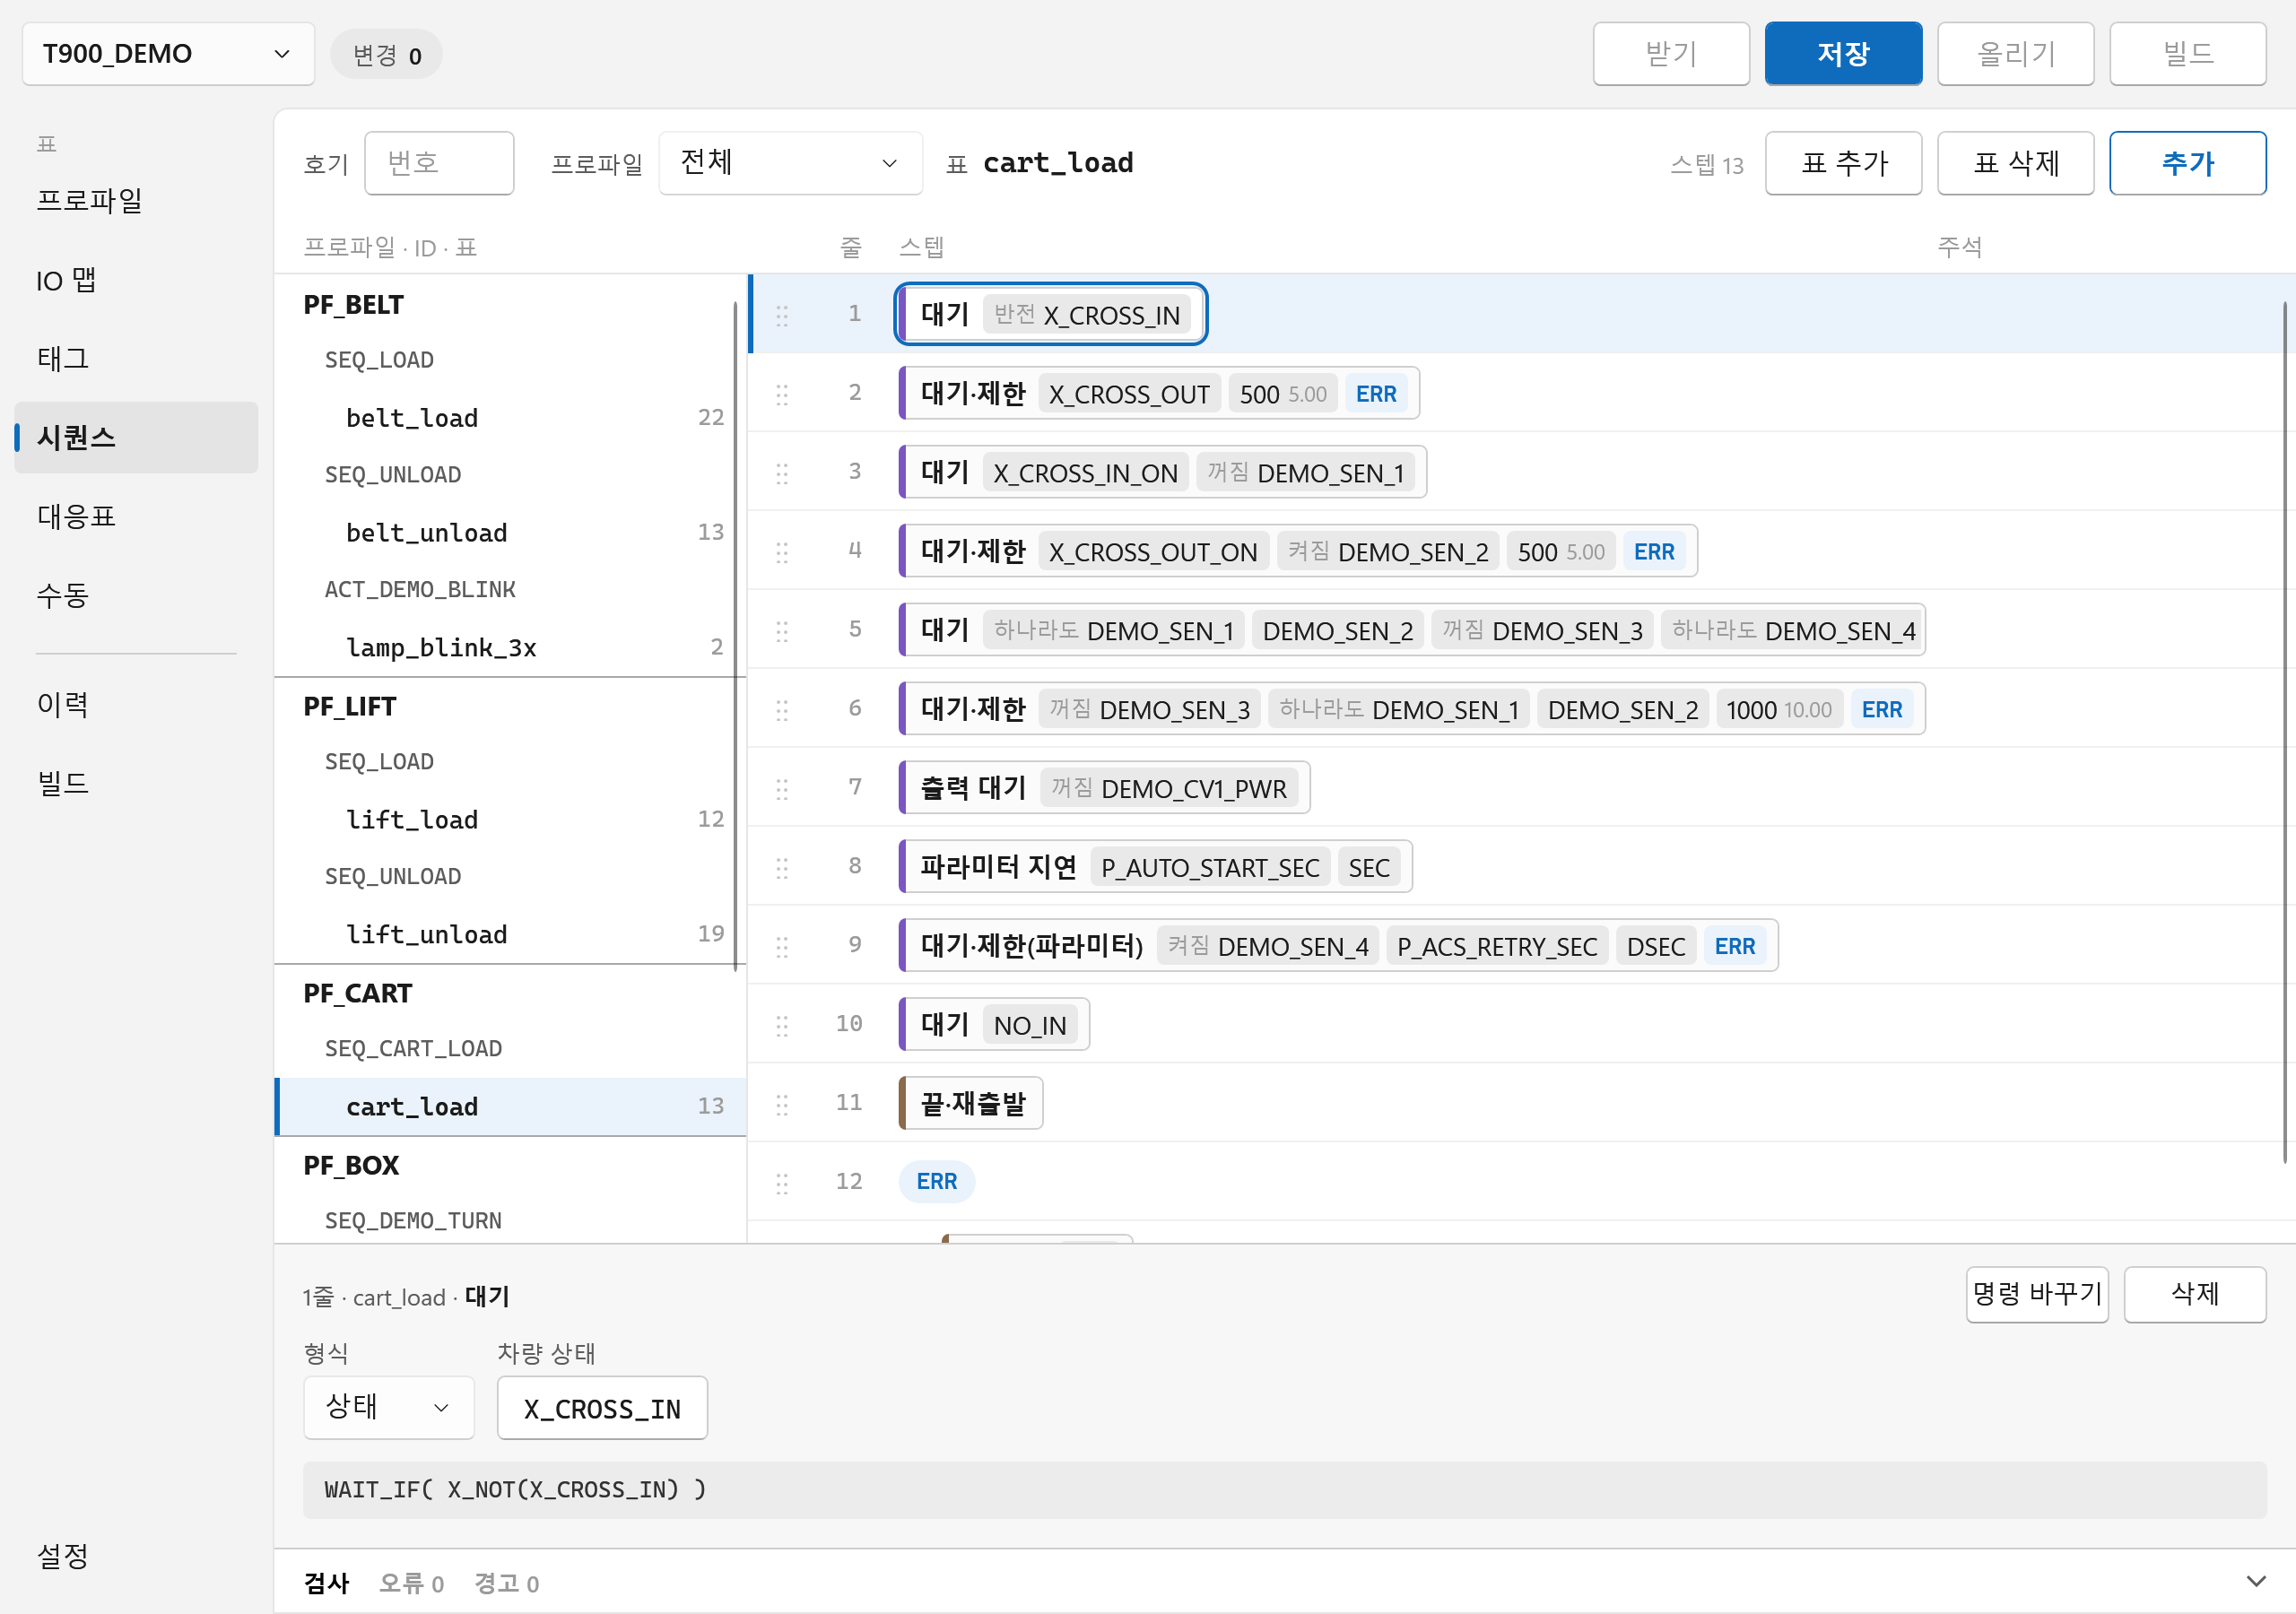 T900_DEMO 변경 0 받기 저장 올리기 빌드
표
프로파일
IO 맵
태그
시퀀스
대응표
수동
이력
빌드
설정
호기 번호 프로파일 전체 표 cart_load 스텝 13 표 추가 표 삭제 추가
프로파일 · ID · 표 줄 스텝 주석
PF_BELT
SEQ_LOAD
belt_load 22
SEQ_UNLOAD
belt_unload 13
ACT_DEMO_BLINK
lamp_blink_3x 2
PF_LIFT
SEQ_LOAD
lift_load 12
SEQ_UNLOAD
lift_unload 19
PF_CART
SEQ_CART_LOAD
cart_load 13
PF_BOX
SEQ_DEMO_TURN
1 대기 반전 X_CROSS_IN
2 대기·제한 X_CROSS_OUT 500 5.00 ERR
3 대기 X_CROSS_IN_ON 꺼짐 DEMO_SEN_1
4 대기·제한 X_CROSS_OUT_ON 켜짐 DEMO_SEN_2 500 5.00 ERR
5 대기 하나라도 DEMO_SEN_1 DEMO_SEN_2 꺼짐 DEMO_SEN_3 하나라도 DEMO_SEN_4
6 대기·제한 꺼짐 DEMO_SEN_3 하나라도 DEMO_SEN_1 DEMO_SEN_2 1000 10.00 ERR
7 출력 대기 꺼짐 DEMO_CV1_PWR
8 파라미터 지연 P_AUTO_START_SEC SEC
9 대기·제한(파라미터) 켜짐 DEMO_SEN_4 P_ACS_RETRY_SEC DSEC ERR
10 대기 NO_IN
11 끝·재출발
12 ERR
1줄 · cart_load · 대기 명령 바꾸기 삭제
형식 차량 상태
상태 X_CROSS_IN
WAIT_IF( X_NOT(X_CROSS_IN) )
검사 오류 0 경고 0